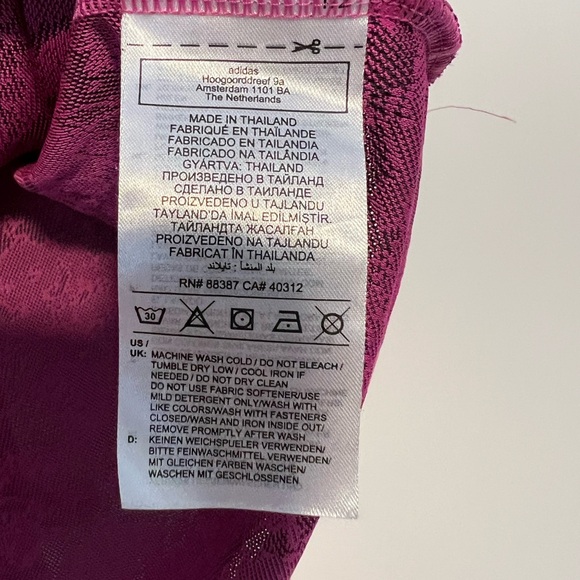 adidas
Hoogoorddreef 9a
Amsterdam 1101 BA
The Netherlands
MADE IN THAILAND
FABRIQUÉ EN THAÏLANDE
FABRICADO EN TAILANDIA
FABRICADO NA TAILÂNDIA
GYÁRTVA: THAILAND
ПРОИЗВЕДЕНО В ТАЙЛАНД
СДЕЛАНО В ТАИЛАНДЕ
PROIZVEDENO U TAJLANDU
TAYLAND'DA İMAL EDİLMİŞTİR.
ТАЙЛАНДТА ЖАСАЛҒАН
PROIZVEDENO NA TAJLANDU
FABRICAT ÎN THAILANDA
بلد المنشأ : تايلاند
RN# 88387 CA# 40312
30
US /
UK: MACHINE WASH COLD / DO NOT BLEACH /
TUMBLE DRY LOW / COOL IRON IF
NEEDED / DO NOT DRY CLEAN
DO NOT USE FABRIC SOFTENER/USE
MILD DETERGENT ONLY/WASH WITH
LIKE COLORS/WASH WITH FASTENERS
CLOSED/WASH AND IRON INSIDE OUT/
REMOVE PROMPTLY AFTER WASH
D: KEINEN WEICHSPUELER VERWENDEN/
BITTE FEINWASCHMITTEL VERWENDEN/
MIT GLEICHEN FARBEN WASCHEN/
WASCHEN MIT GESCHLOSSENEN